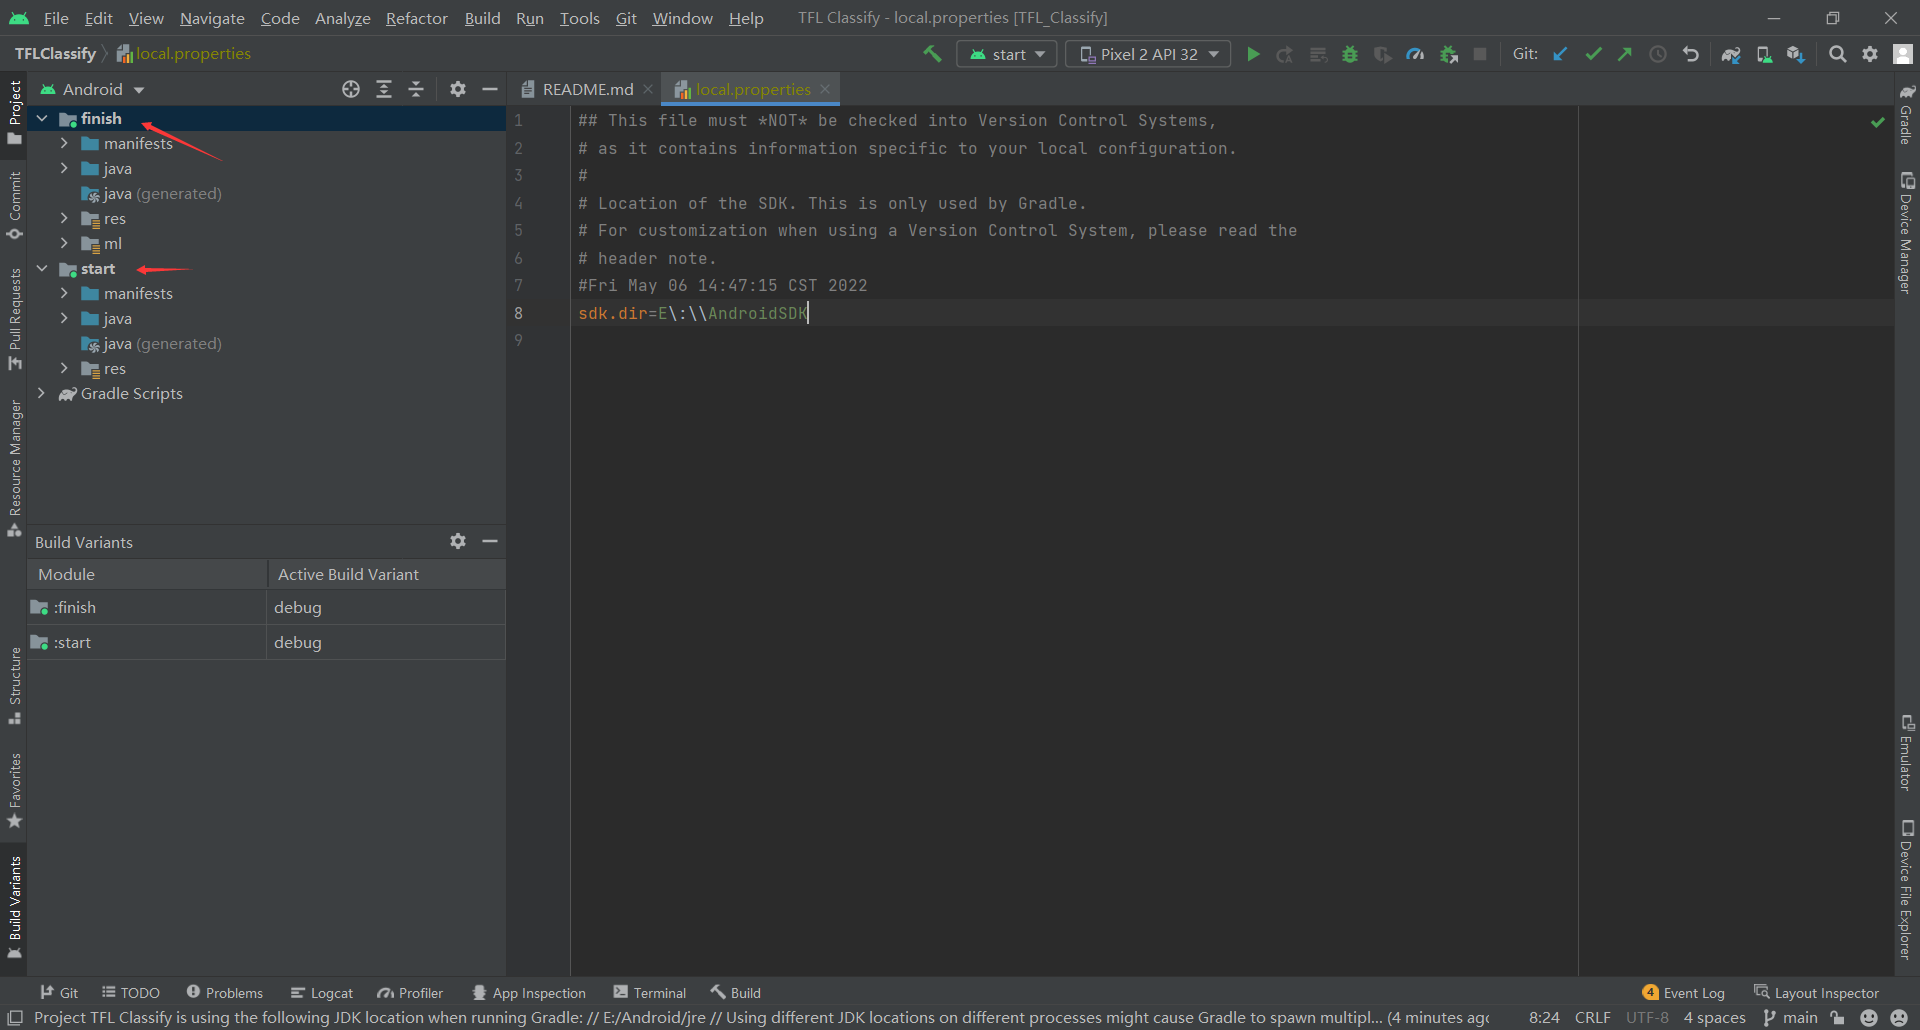 File Edit View Navigate Code Analyze Refactor Build Run Tools Git Window Help TFL Classify - local.properties [TFL_Classify]
TFLClassify local.properties start Pixel 2 API 32 Git:
Project
Commit
Pull Requests
Resource Manager
Structure
Favorites
Build Variants
Android
finish
manifests
java
java (generated)
res
ml
start
manifests
java
java (generated)
res
Gradle Scripts
Build Variants
Module Active Build Variant
:finish debug
:start debug
README.md local.properties
1 ## This file must *NOT* be checked into Version Control Systems,
2 # as it contains information specific to your local configuration.
3 #
4 # Location of the SDK. This is only used by Gradle.
5 # For customization when using a Version Control System, please read the
6 # header note.
7 #Fri May 06 14:47:15 CST 2022
8 sdk.dir=E\:\\AndroidSDK
9
Gradle
Device Manager
Emulator
Device File Explorer
Git TODO Problems Logcat Profiler App Inspection Terminal Build 4 Event Log Layout Inspector
Project TFL Classify is using the following JDK location when running Gradle: // E:/Android/jre // Using different JDK locations on different processes might cause Gradle to spawn multipl... (4 minutes agc 8:24 CRLF UTF-8 4 spaces main